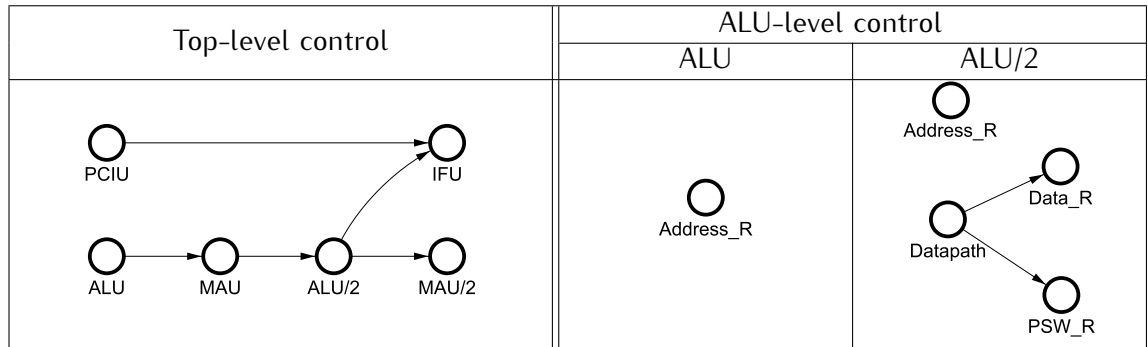 Top-level control
ALU-level control
ALU
ALU/2
PCIU
IFU
ALU
MAU
ALU/2
MAU/2
Address_R
Address_R
Data_R
Datapath
PSW_R